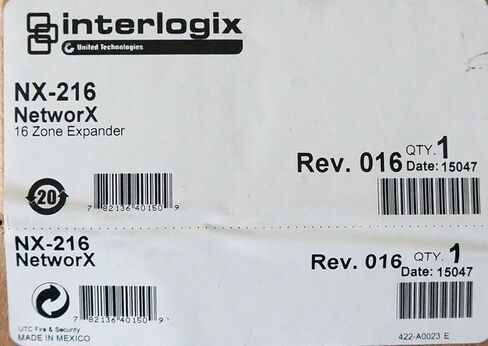 interlogix
United Technologies
NX-216
NetworX
16 Zone Expander
Rev. 016 QTY. 1
Date: 15047
20
7 82136 40150 9
NX-216
NetworX
Rev. 016 QTY. 1
Date: 15047
7 82136 40150 9
UTC Fire & Security
MADE IN MEXICO
422-A0023 E